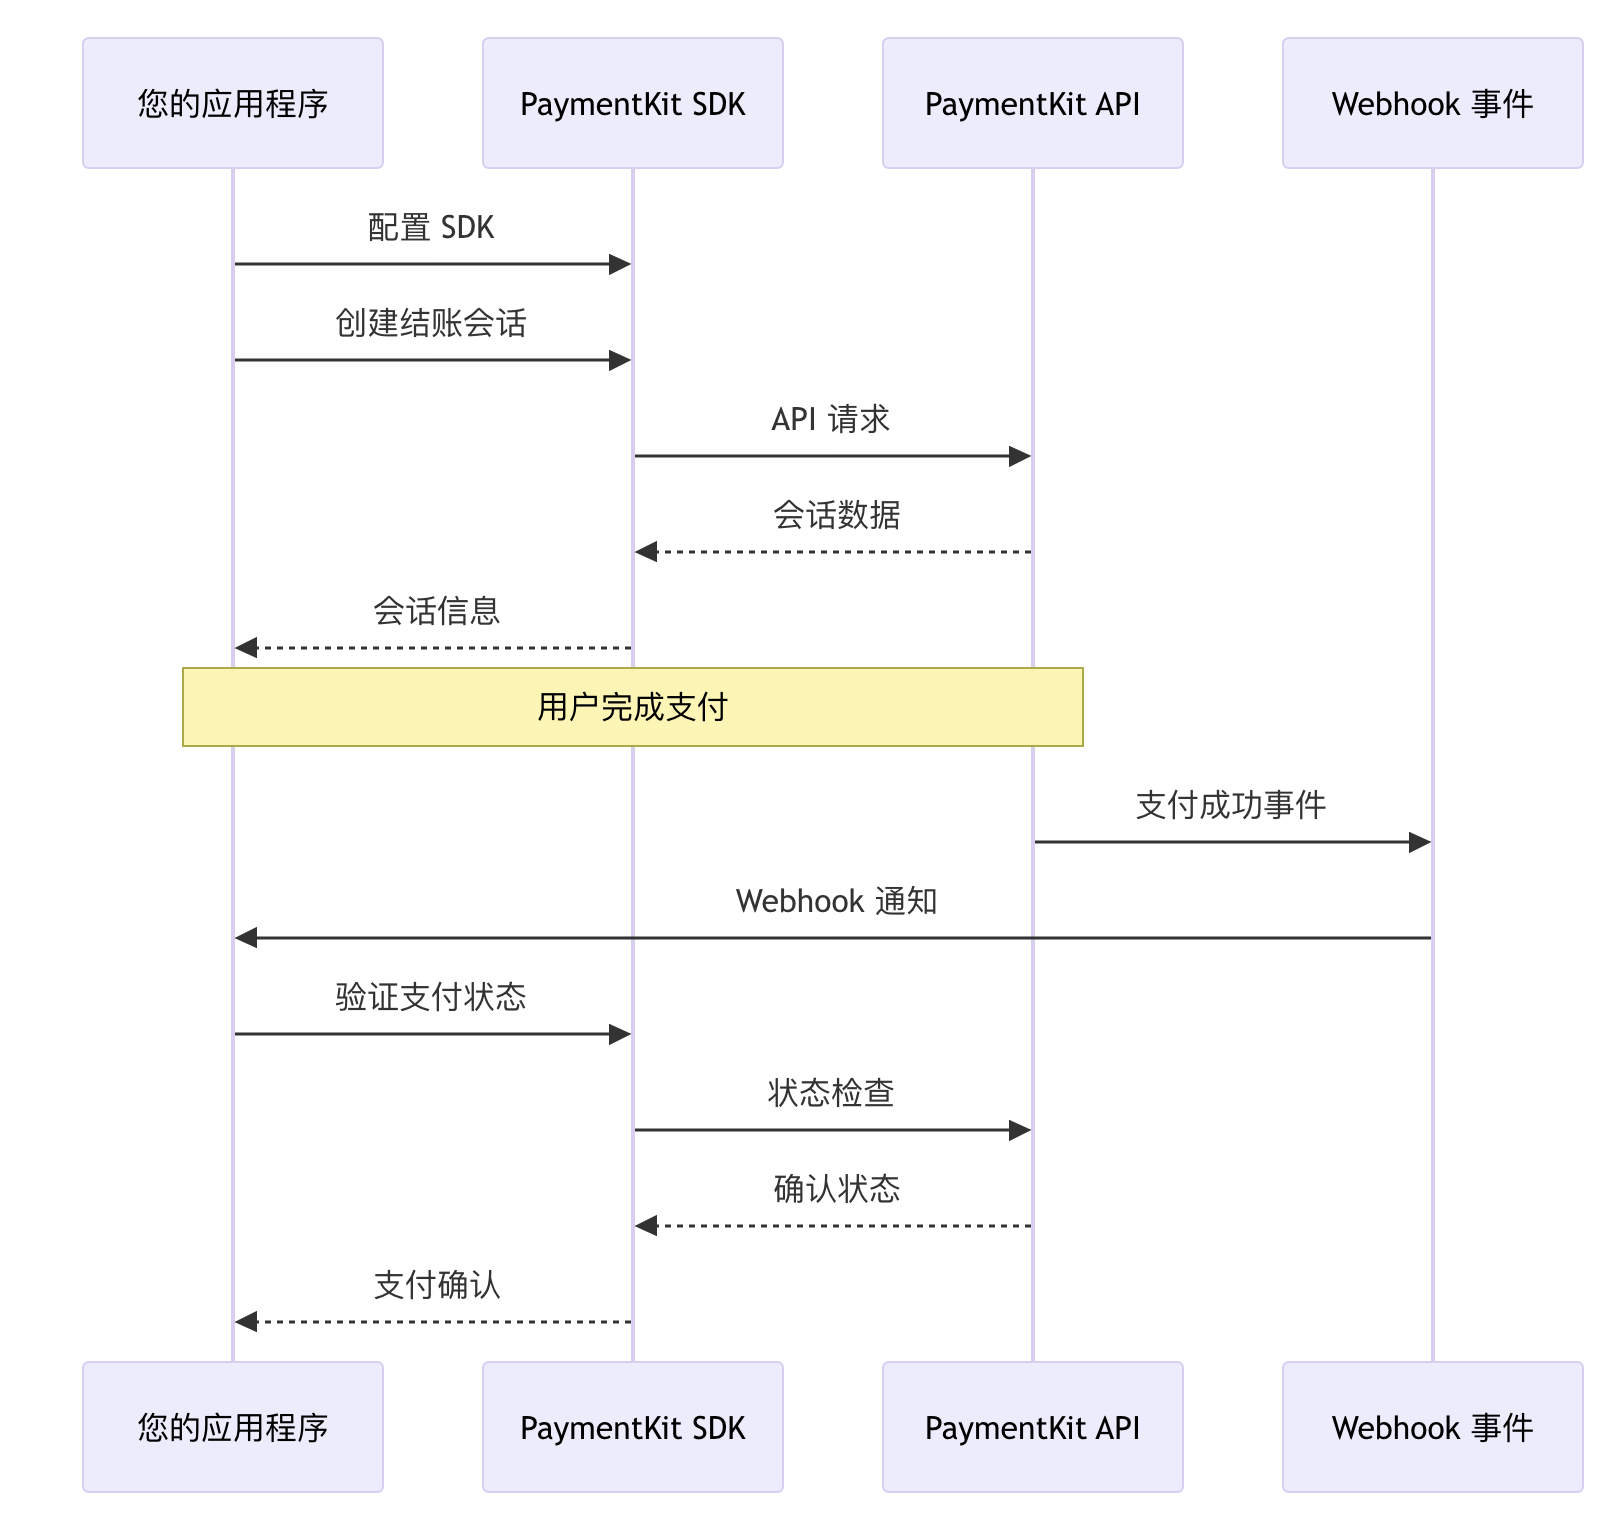 您的应用程序
PaymentKit SDK
PaymentKit API
Webhook 事件
配置 SDK
创建结账会话
API 请求
会话数据
会话信息
用户完成支付
支付成功事件
Webhook 通知
验证支付状态
状态检查
确认状态
支付确认
您的应用程序
PaymentKit SDK
PaymentKit API
Webhook 事件